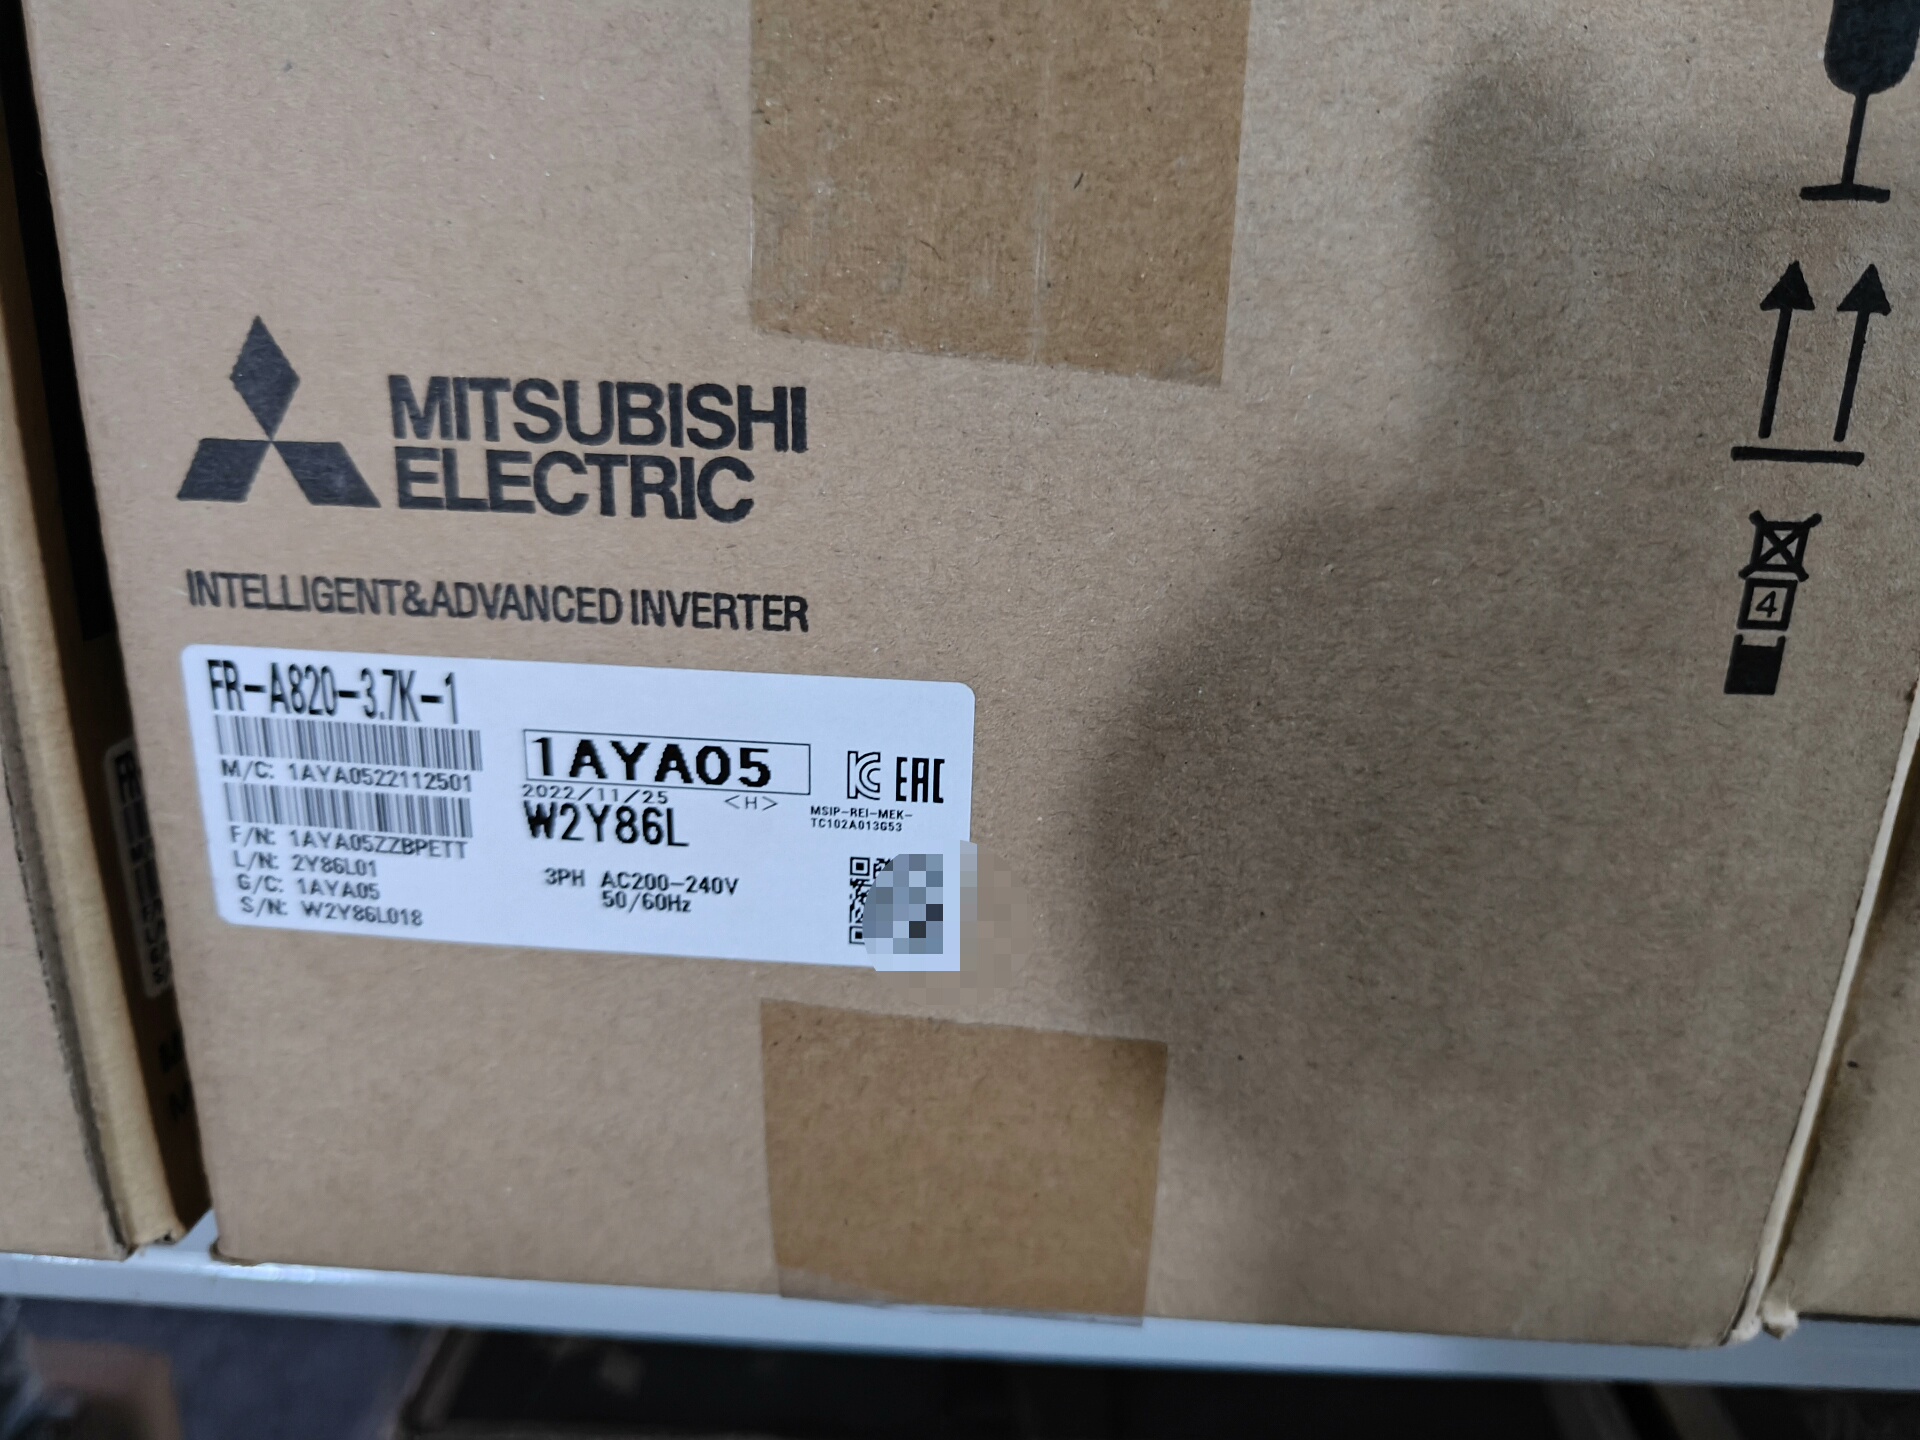 MITSUBISHI
ELECTRIC
INTELLIGENT&ADVANCED INVERTER
FR-A820-3.7K-1
M/C: 1AYA0522112501
F/N: 1AYA05ZZBPETT
L/N: 2Y86L01
G/C: 1AYA05
S/N: W2Y86L018
1AYA05
2022/11/25 <H>
W2Y86L
3PH AC200-240V
50/60Hz
EAC
MSIP-REI-MEK-
TC102A013G53
4